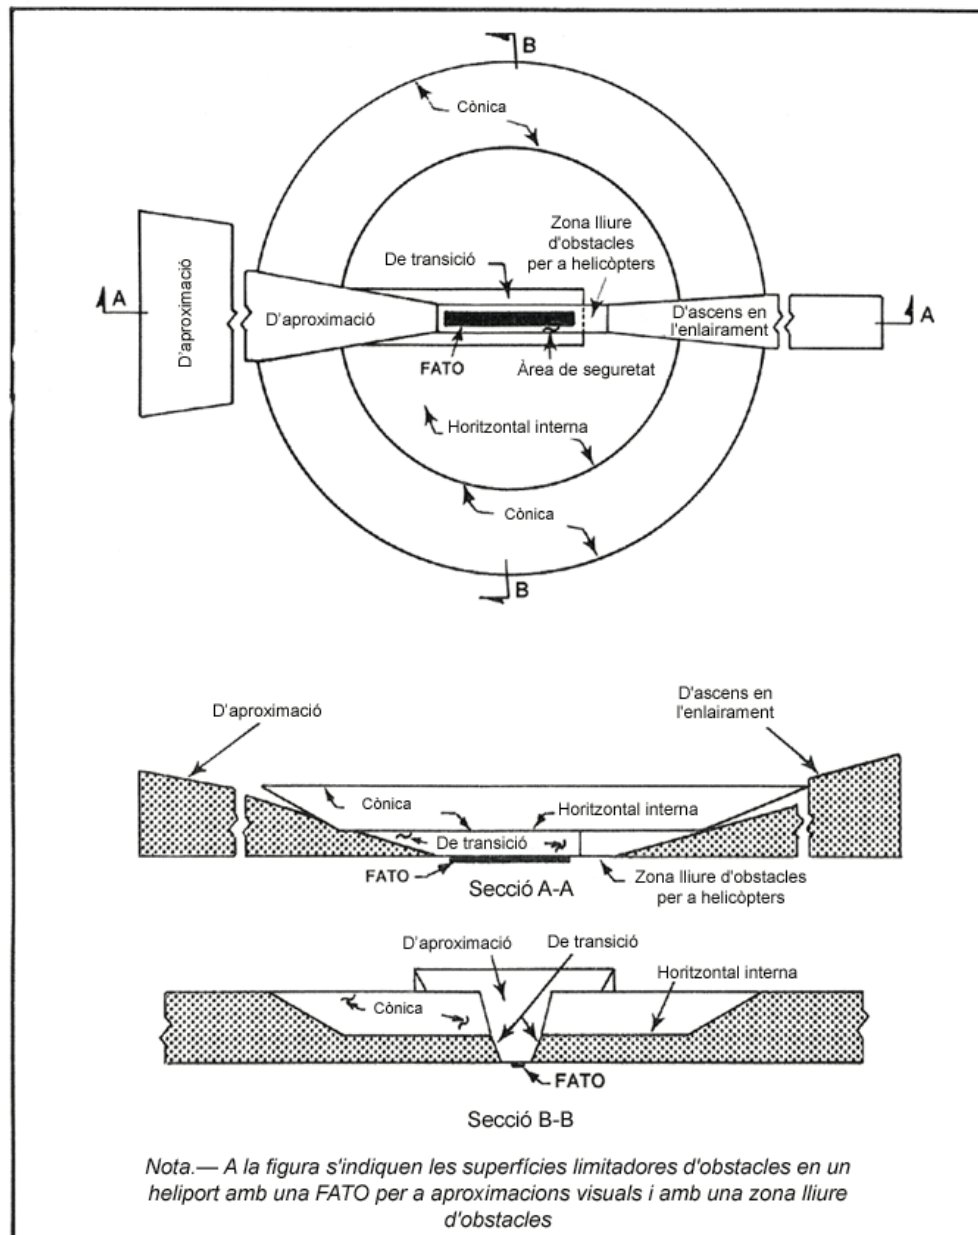 B
Cònica
Zona lliure
d'obstacles
per a helicòpters
De transició
A
D'aproximació
D'aproximació
D'ascens en
l'enlairament
A
FATO
Àrea de seguretat
Horitzontal interna
Cònica
B
D'aproximació
D'ascens en
l'enlairament
Cònica
Horitzontal interna
De transició
FATO
Secció A-A
Zona lliure d'obstacles
per a helicòpters
D'aproximació
De transició
Horitzontal interna
Cònica
FATO
Secció B-B
Nota.— A la figura s'indiquen les superfícies limitadores d'obstacles en un
heliport amb una FATO per a aproximacions visuals i amb una zona lliure
d'obstacles